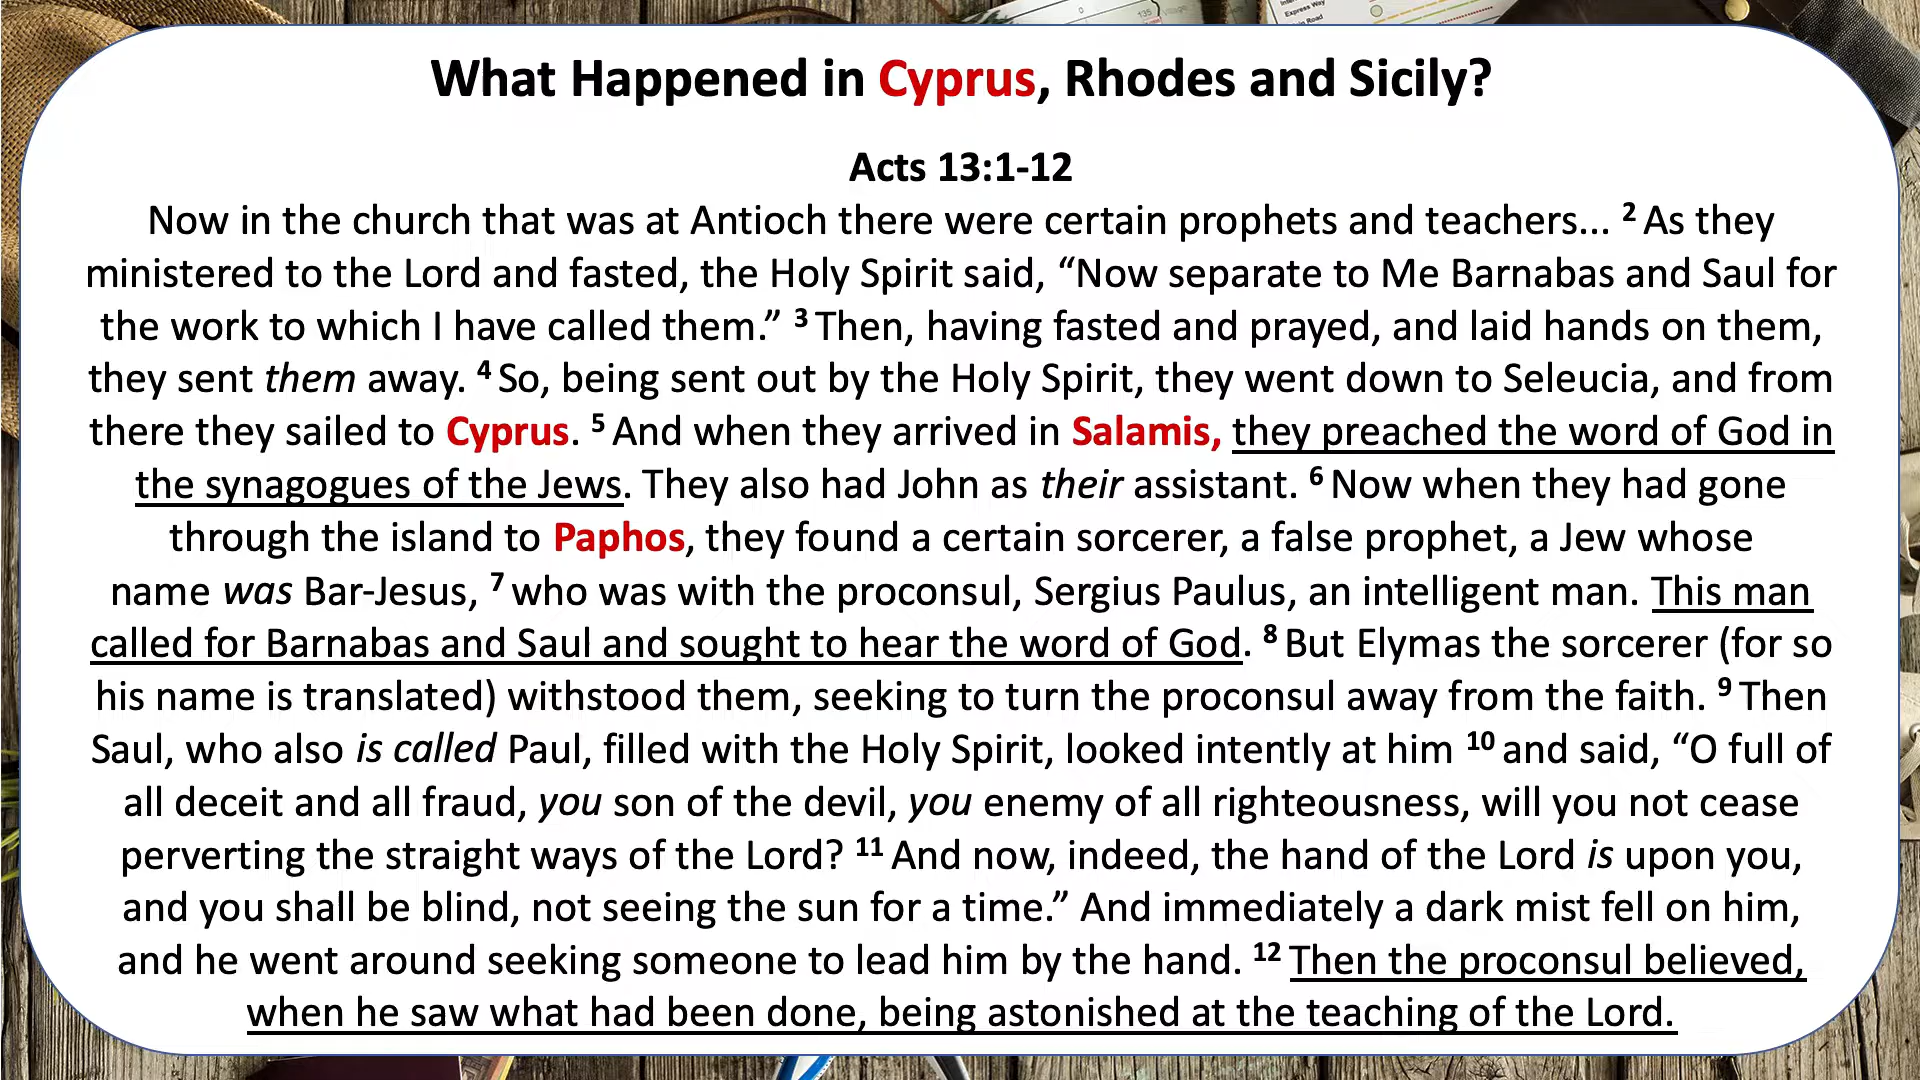 135
Express Way
Road
What Happened in Cyprus, Rhodes and Sicily?
Acts 13:1-12
Now in the church that was at Antioch there were certain prophets and teachers... 2 As they
ministered to the Lord and fasted, the Holy Spirit said, “Now separate to Me Barnabas and Saul for
the work to which I have called them.” 3 Then, having fasted and prayed, and laid hands on them,
they sent them away. 4 So, being sent out by the Holy Spirit, they went down to Seleucia, and from
there they sailed to Cyprus. 5 And when they arrived in Salamis, they preached the word of God in
the synagogues of the Jews. They also had John as their assistant. 6 Now when they had gone
through the island to Paphos, they found a certain sorcerer, a false prophet, a Jew whose
name was Bar-Jesus, 7 who was with the proconsul, Sergius Paulus, an intelligent man. This man
called for Barnabas and Saul and sought to hear the word of God. 8 But Elymas the sorcerer (for so
his name is translated) withstood them, seeking to turn the proconsul away from the faith. 9 Then
Saul, who also is called Paul, filled with the Holy Spirit, looked intently at him 10 and said, “O full of
all deceit and all fraud, you son of the devil, you enemy of all righteousness, will you not cease
perverting the straight ways of the Lord? 11 And now, indeed, the hand of the Lord is upon you,
and you shall be blind, not seeing the sun for a time.” And immediately a dark mist fell on him,
and he went around seeking someone to lead him by the hand. 12 Then the proconsul believed,
when he saw what had been done, being astonished at the teaching of the Lord.